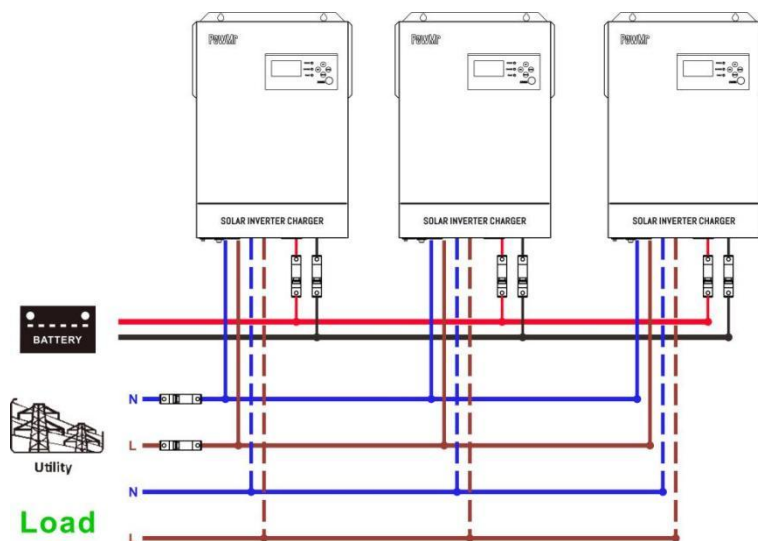 PowMr
PowMr
PowMr
SOLAR INVERTER CHARGER
SOLAR INVERTER CHARGER
SOLAR INVERTER CHARGER
BATTERY
N
L
Utility
N
Load
L